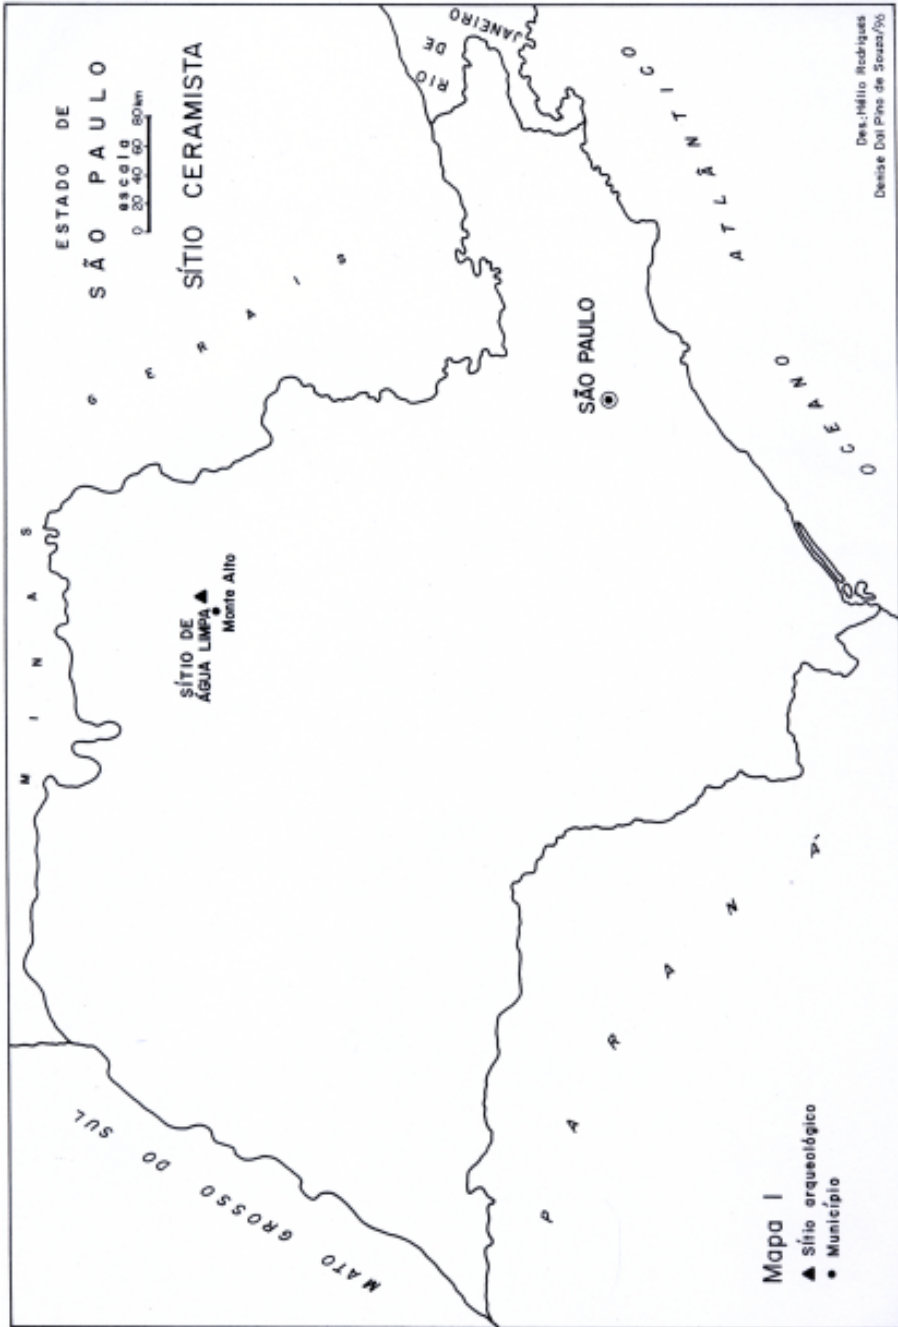 ESTADO DE
SÃO PAULO
escala
0 20 40 60 80km
SÍTIO CERAMISTA
MINAS
GERAIS
RIO
DE
JANEIRO
MATO GROSSO DO SUL
SÍTIO DE
ÁGUA LIMPA
Monte Alto
SÃO PAULO
PARANÁ
OCEANO
ATLÂNTICO
Mapa I
Sítio arqueológico
Município
Des.:Hélio Rodrigues
Denise Dal Pino de Souza/96